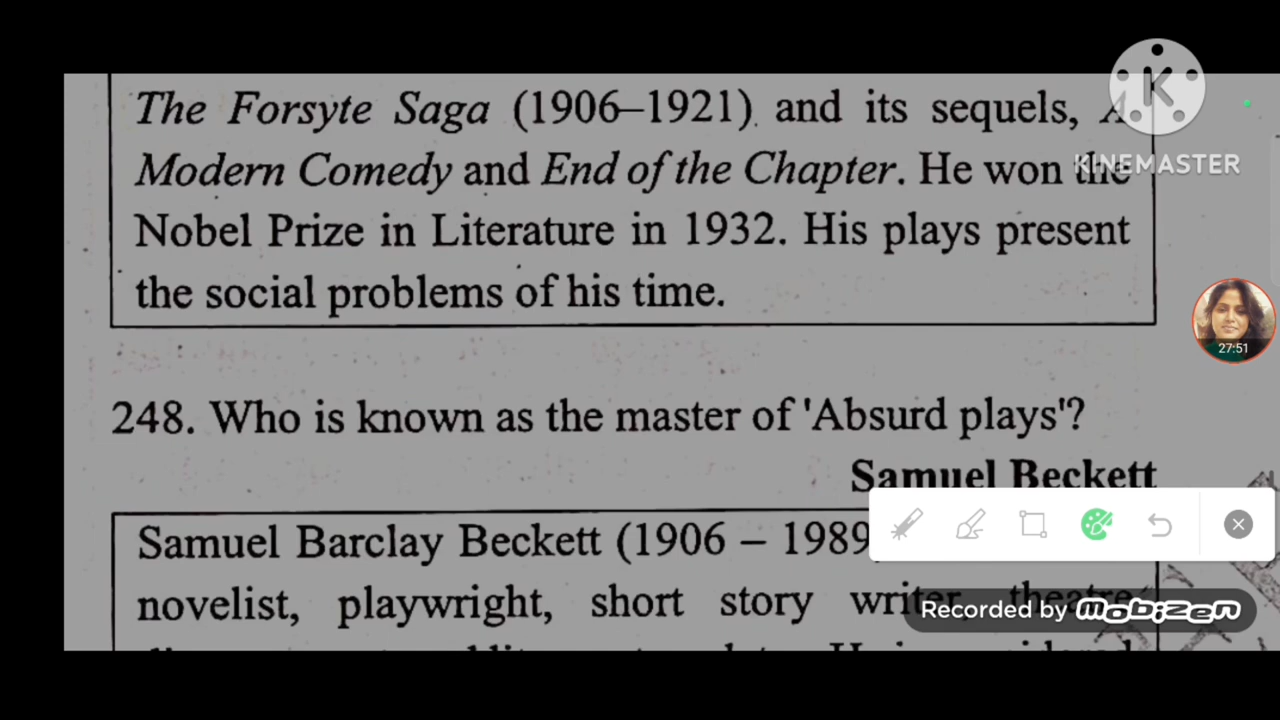 The Forsyte Saga (1906–1921) and its sequels, A
Modern Comedy and End of the Chapter. He won the
Nobel Prize in Literature in 1932. His plays present
the social problems of his time.
KINEMASTER
27:51
248. Who is known as the master of 'Absurd plays'?
Samuel Beckett
Samuel Barclay Beckett (1906 – 1989
novelist, playwright, short story writer, theatre
Recorded by mobizen